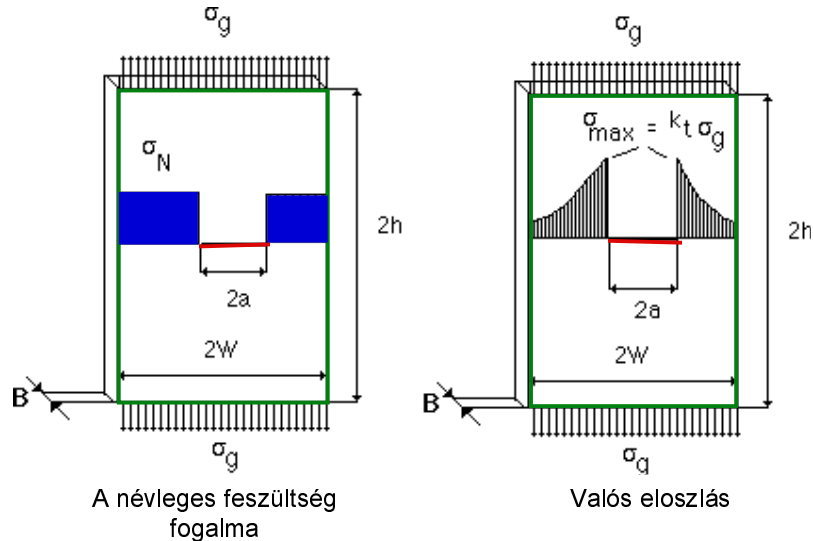 σg
σN
2h
2a
2W
B
σg
A névleges feszültség
fogalma
σg
σmax = kt σg
2h
2a
2W
B
σg
Valós eloszlás